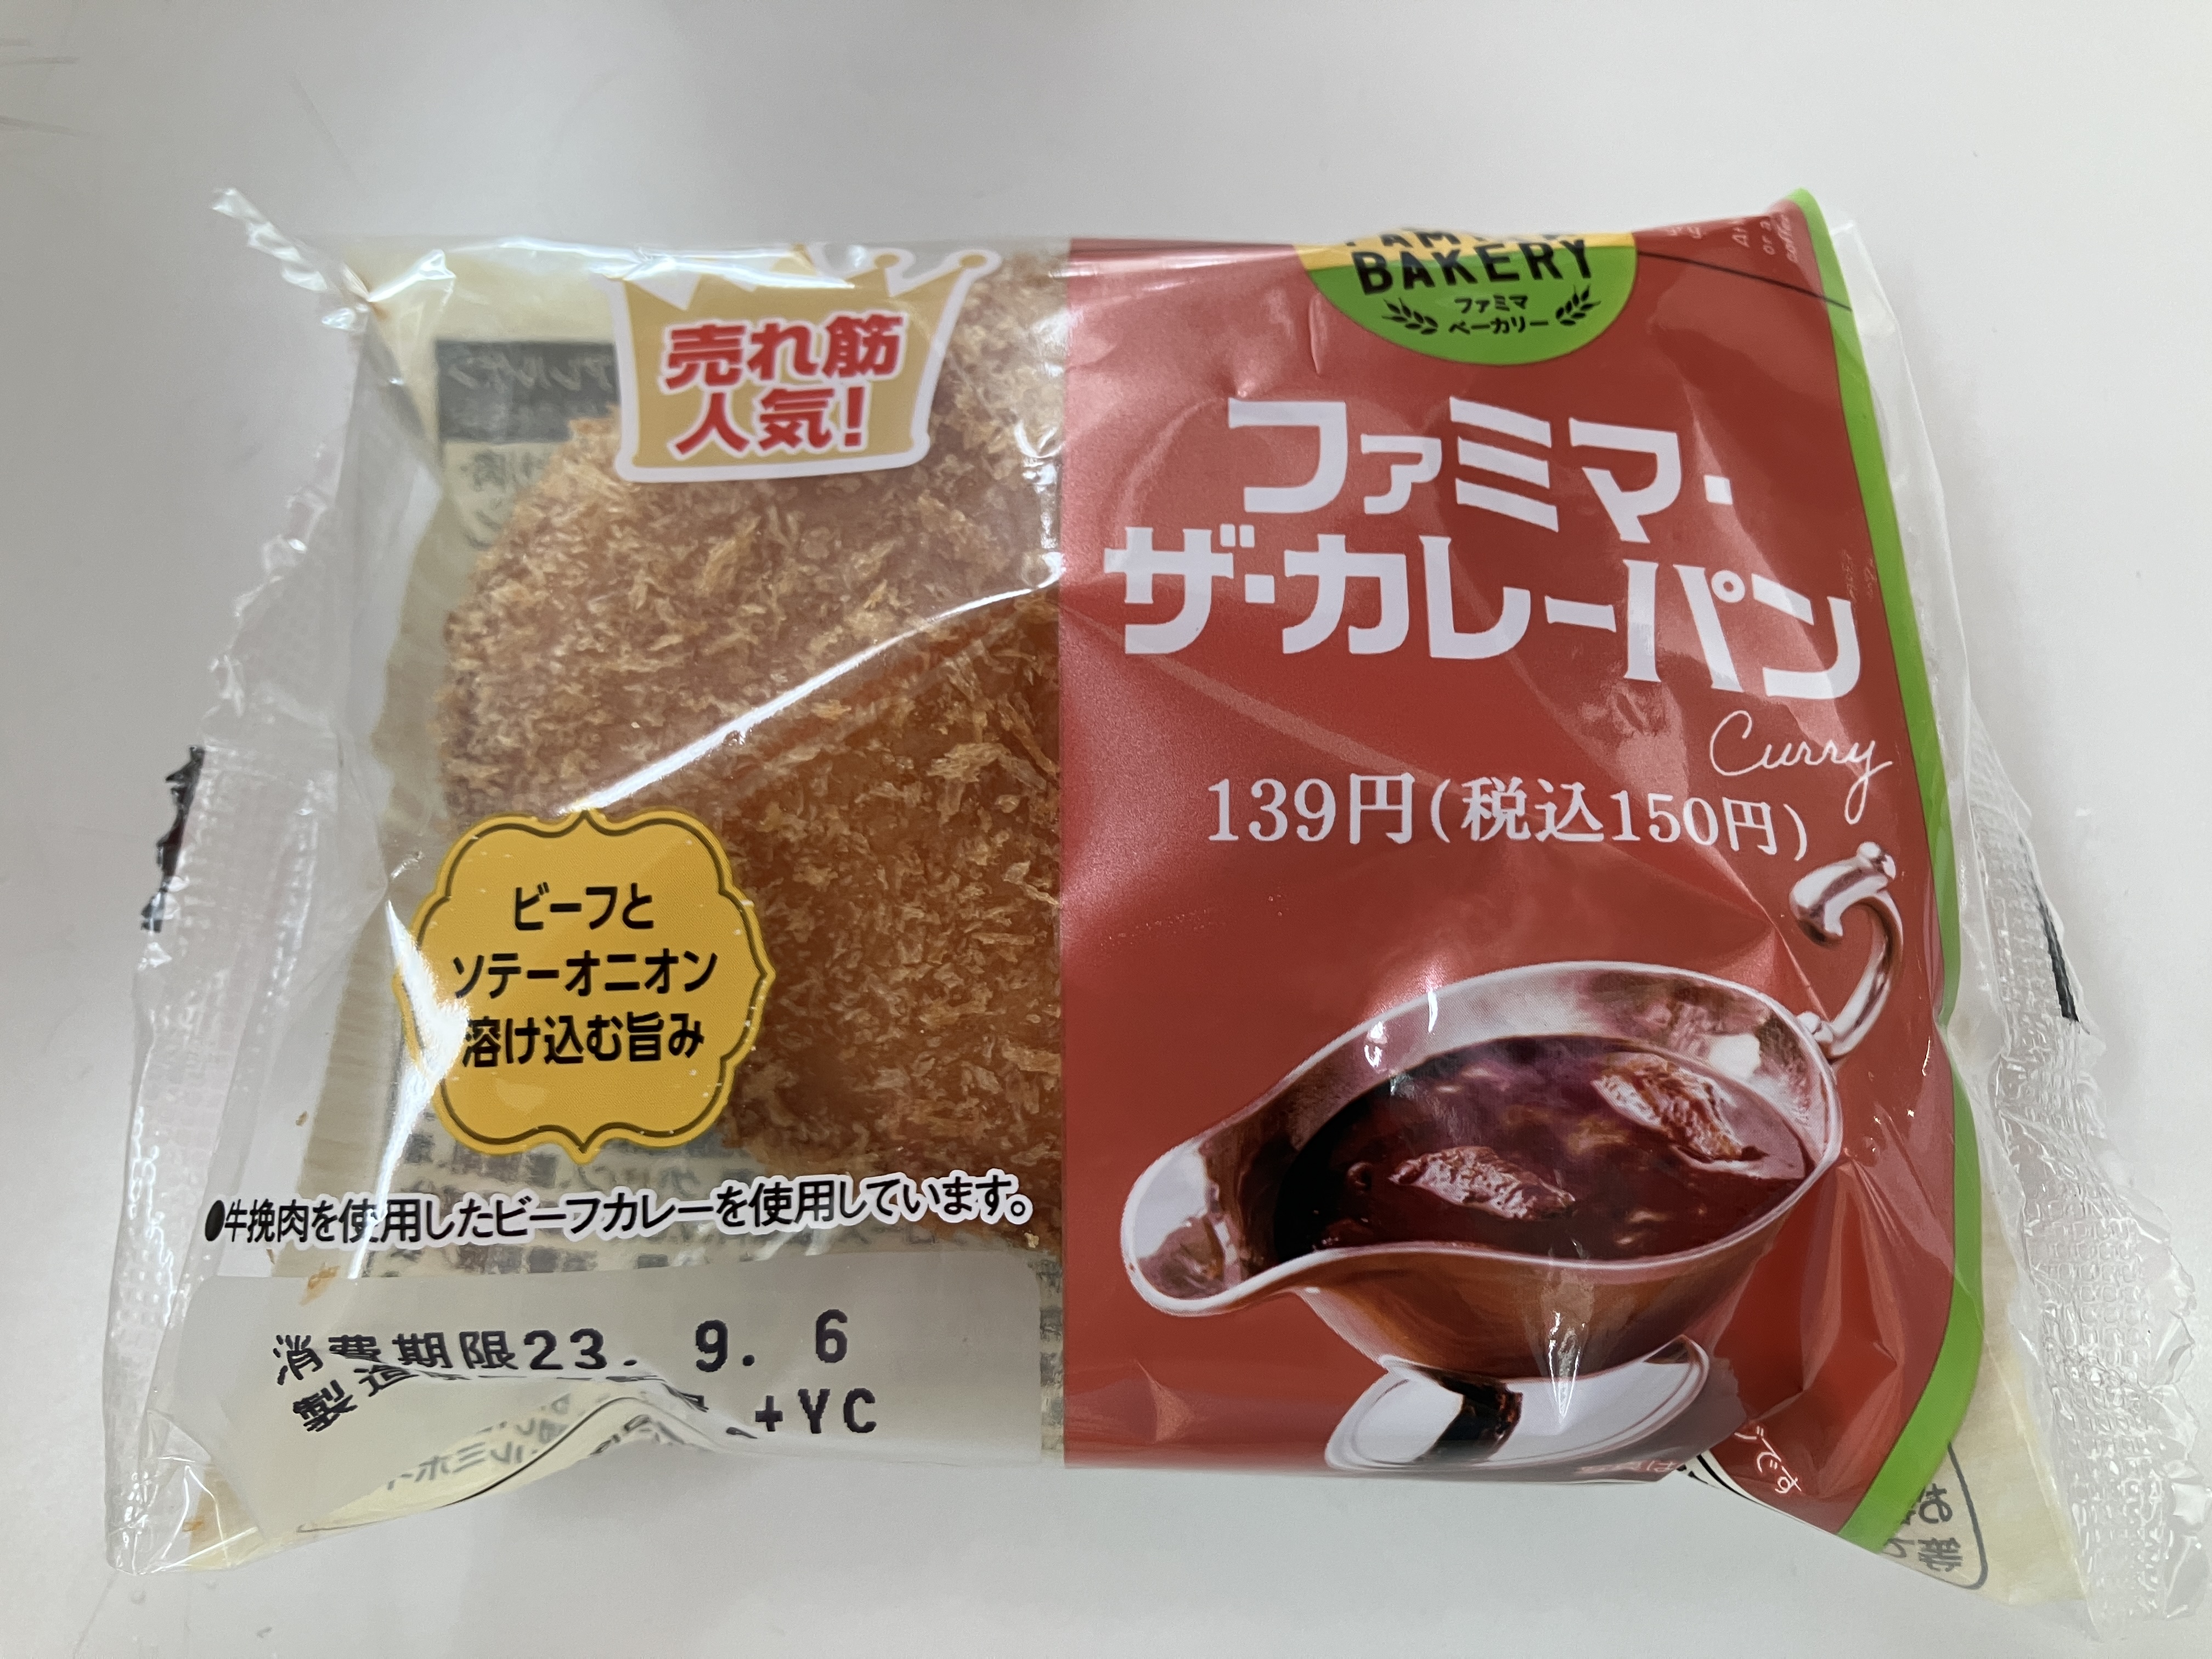 売れ筋
人気!
BAKERY
ファミマ
ベーカリー
ファミマ・
ザ・カレーパン
Curry
139円(税込150円)
ビーフと
ソテーオニオン
溶け込む旨み
●牛挽肉を使用したビーフカレーを使用しています。
消費期限23. 9. 6
製造
+YC